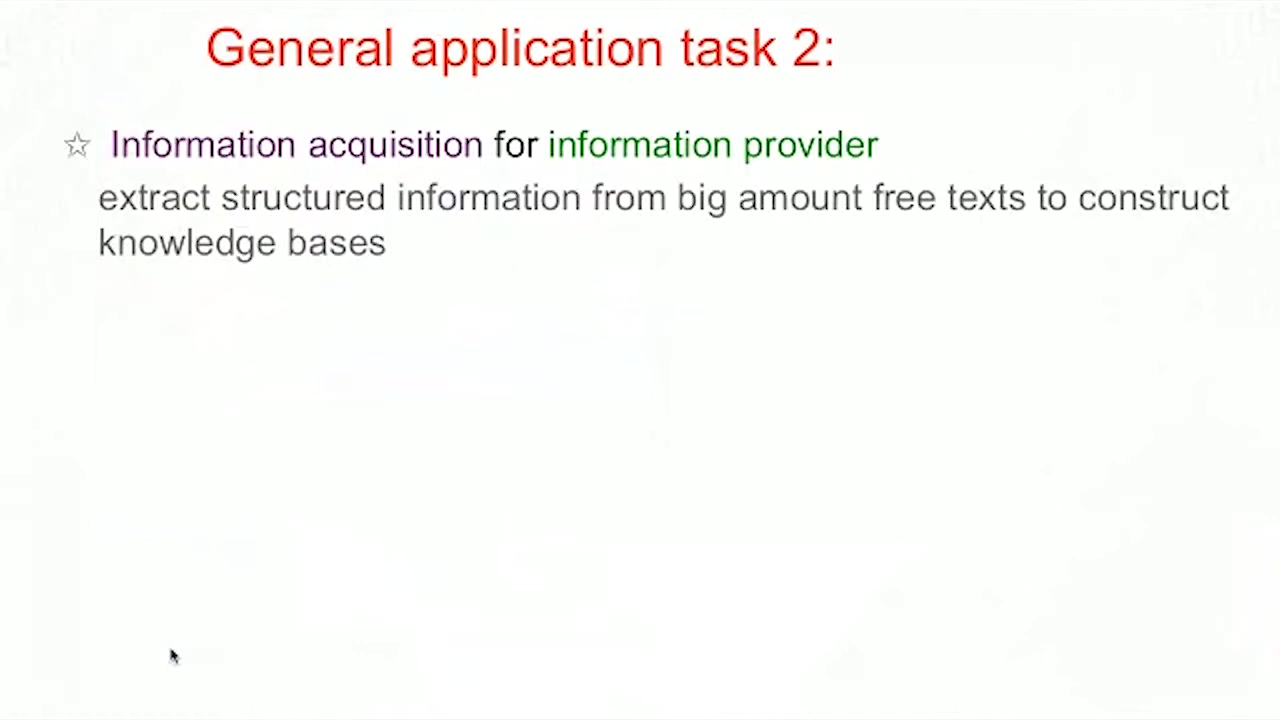 General application task 2:
☆ Information acquisition for information provider
extract structured information from big amount free texts to construct
knowledge bases